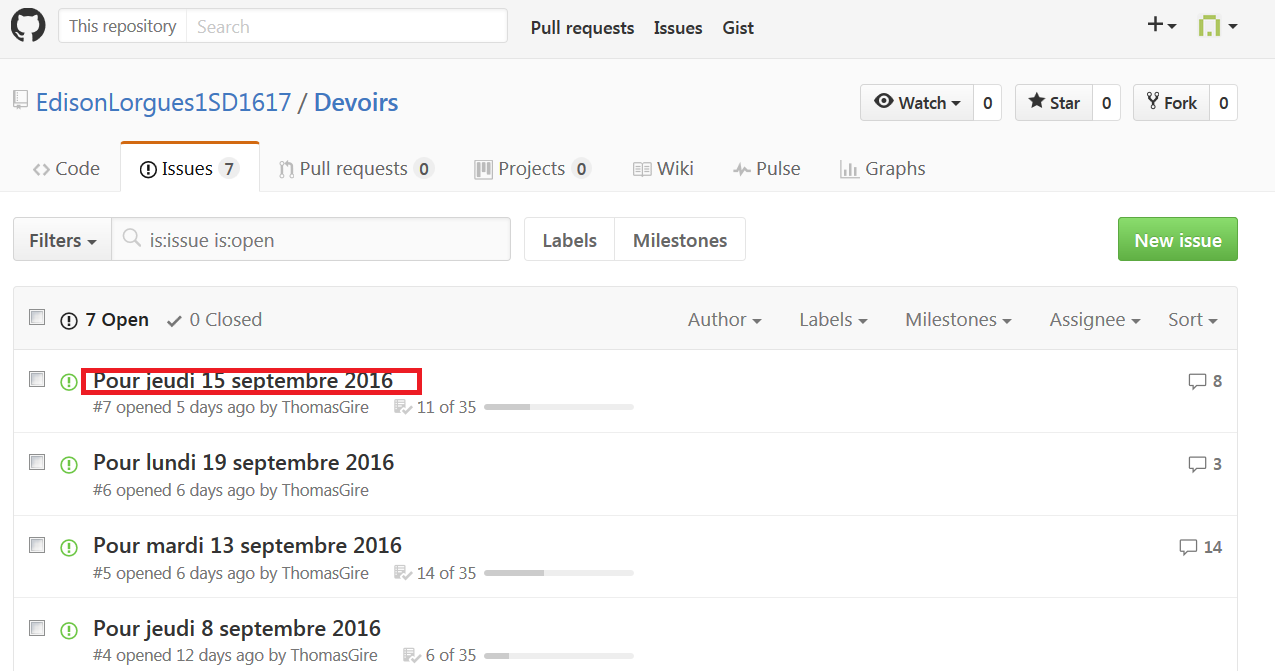 This repository Search Pull requests Issues Gist
EdisonLorgues1SD1617 / Devoirs Watch 0 Star 0 Fork 0
Code Issues 7 Pull requests 0 Projects 0 Wiki Pulse Graphs
Filters is:issue is:open Labels Milestones New issue
7 Open 0 Closed Author Labels Milestones Assignee Sort
Pour jeudi 15 septembre 2016 8
#7 opened 5 days ago by ThomasGire 11 of 35
Pour lundi 19 septembre 2016 3
#6 opened 6 days ago by ThomasGire
Pour mardi 13 septembre 2016 14
#5 opened 6 days ago by ThomasGire 14 of 35
Pour jeudi 8 septembre 2016
#4 opened 12 days ago by ThomasGire 6 of 35